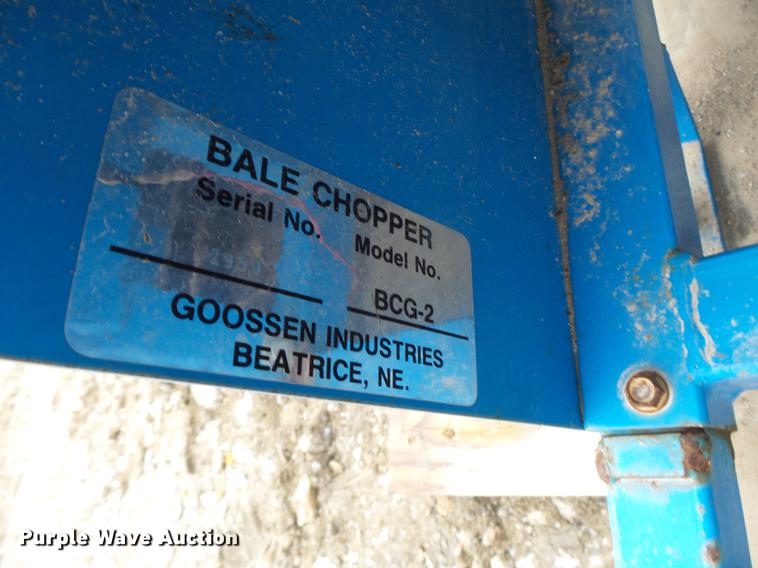 BALE CHOPPER
Serial No. Model No.
BCG-2
GOOSSEN INDUSTRIES
BEATRICE, NE.
Purple Wave Auction